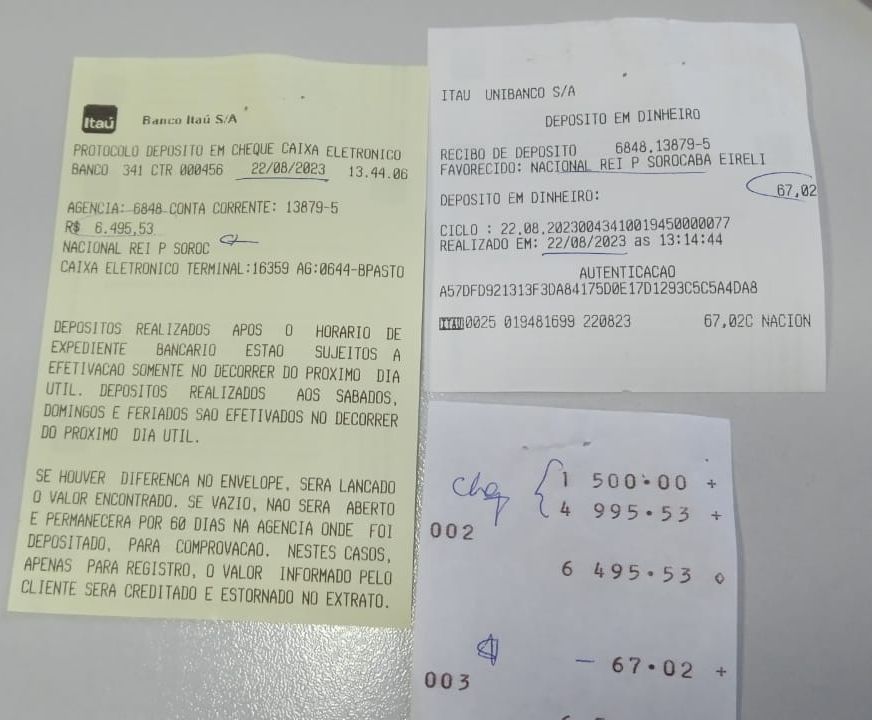 Itaú Banco Itaú S/A
PROTOCOLO DEPOSITO EM CHEQUE CAIXA ELETRONICO
BANCO 341 CTR 000456 22/08/2023 13.44.06
AGENCIA: 6848 CONTA CORRENTE: 13879-5
R$ 6.495,53
NACIONAL REI P SOROC
CAIXA ELETRONICO TERMINAL:16359 AG:0644-BPASTO
DEPOSITOS REALIZADOS APOS O HORARIO DE
EXPEDIENTE BANCARIO ESTAO SUJEITOS A
EFETIVACAO SOMENTE NO DECORRER DO PROXIMO DIA
UTIL. DEPOSITOS REALIZADOS AOS SABADOS,
DOMINGOS E FERIADOS SAO EFETIVADOS NO DECORRER
DO PROXIMO DIA UTIL.
SE HOUVER DIFERENCA NO ENVELOPE, SERA LANCADO
O VALOR ENCONTRADO. SE VAZIO, NAO SERA ABERTO
E PERMANECERA POR 60 DIAS NA AGENCIA ONDE FOI
DEPOSITADO, PARA COMPROVACAO. NESTES CASOS,
APENAS PARA REGISTRO, O VALOR INFORMADO PELO
CLIENTE SERA CREDITADO E ESTORNADO NO EXTRATO.
ITAU UNIBANCO S/A
DEPOSITO EM DINHEIRO
RECIBO DE DEPOSITO 6848.13879-5
FAVORECIDO: NACIONAL REI P SOROCABA EIRELI
DEPOSITO EM DINHEIRO: 67,02
CICLO : 22.08.20230043410019450000077
REALIZADO EM: 22/08/2023 as 13:14:44
AUTENTICACAO
A57DFD921313F3DA84175D0E17D1293C5C5A4DA8
ITAU0025 019481699 220823 67,02C NACION
Cheq { 1 500·00 +
4 995·53 +
002
6 495·53 ◇
- 67·02 +
003